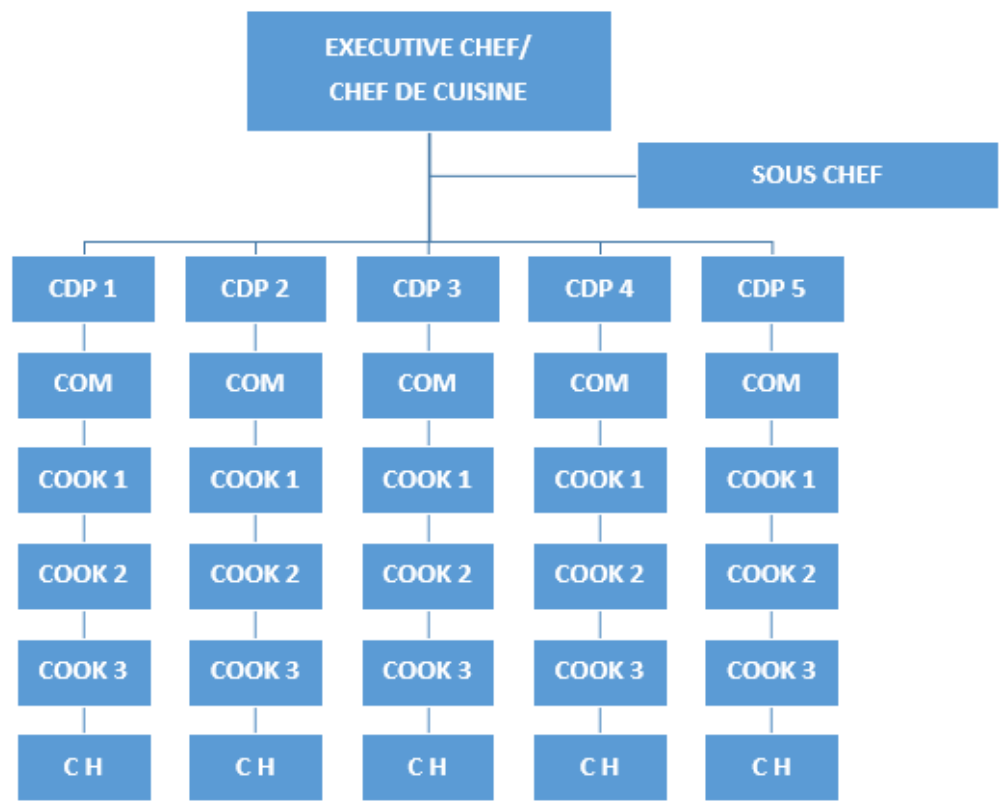 EXECUTIVE CHEF/
CHEF DE CUISINE
SOUS CHEF
CDP 1
CDP 2
CDP 3
CDP 4
CDP 5
COM
COM
COM
COM
COM
COOK 1
COOK 1
COOK 1
COOK 1
COOK 1
COOK 2
COOK 2
COOK 2
COOK 2
COOK 2
COOK 3
COOK 3
COOK 3
COOK 3
COOK 3
C H
C H
C H
C H
C H